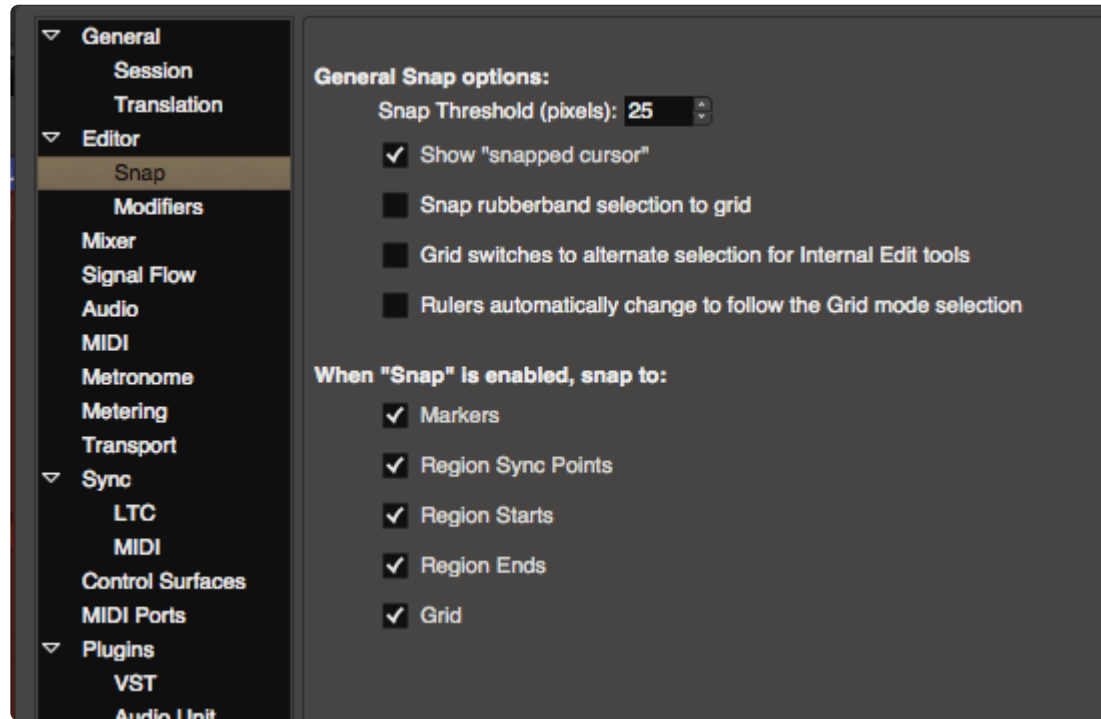 General
Session
Translation
Editor
Snap
Modifiers
Mixer
Signal Flow
Audio
MIDI
Metronome
Metering
Transport
Sync
LTC
MIDI
Control Surfaces
MIDI Ports
Plugins
VST
Audio Unit
General Snap options:
Snap Threshold (pixels): 25
Show "snapped cursor"
Snap rubberband selection to grid
Grid switches to alternate selection for Internal Edit tools
Rulers automatically change to follow the Grid mode selection
When "Snap" is enabled, snap to:
Markers
Region Sync Points
Region Starts
Region Ends
Grid